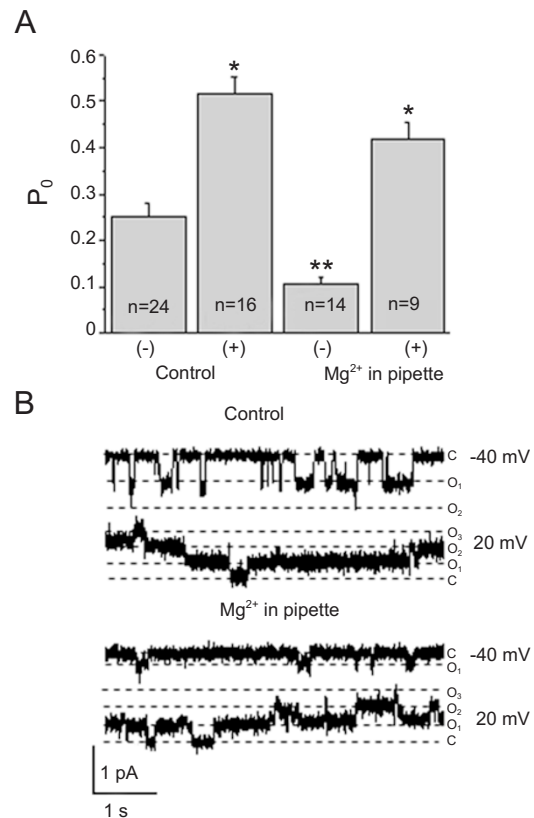 A
0.6
0.5
0.4
0.3
0.2
0.1
0
P₀
* ** *
n=24 n=16 n=14 n=9
(-) (+) (-) (+)
Control Mg²⁺ in pipette
B
Control
C -40 mV
O₁
O₂
O₃
O₂ 20 mV
O₁
C
Mg²⁺ in pipette
C -40 mV
O₁
O₃
O₂
O₁ 20 mV
C
1 pA
1 s